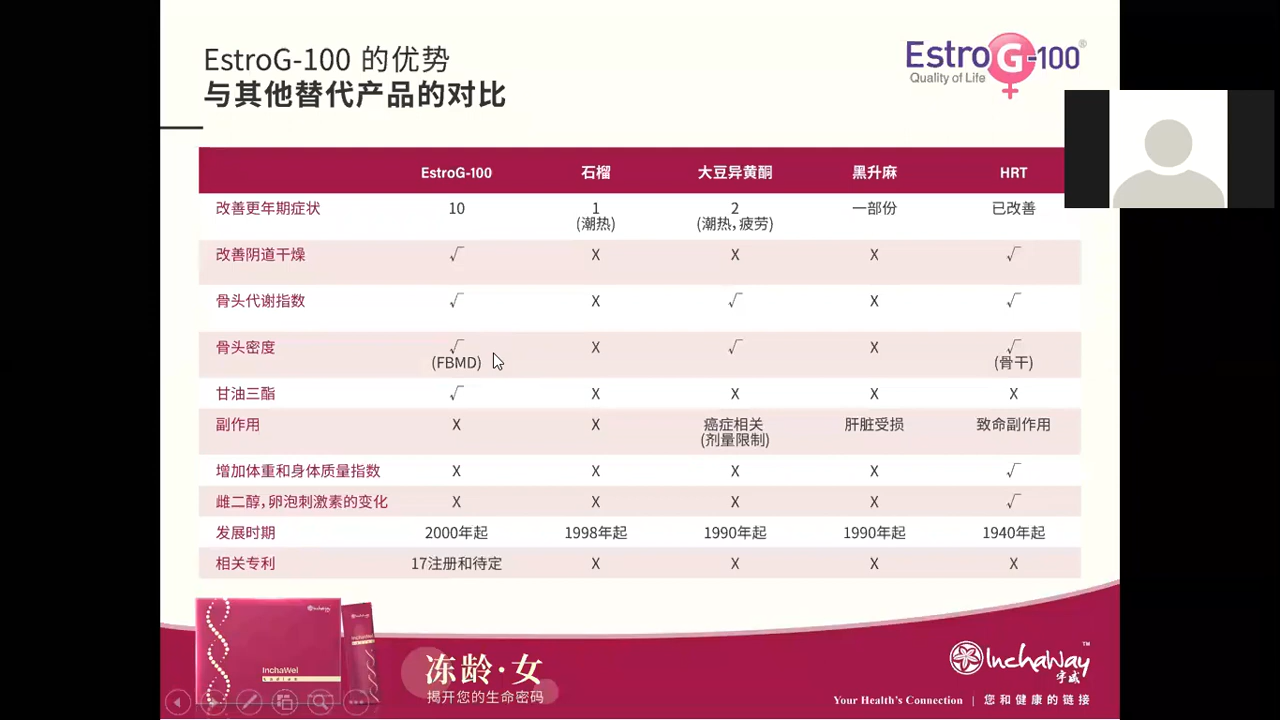 EstroG-100 的优势
与其他替代产品的对比
EstroG-100®
Quality of Life
EstroG-100 石榴 大豆异黄酮 黑升麻 HRT
改善更年期症状 10 1 2 一部份 已改善
(潮热) (潮热,疲劳)
改善阴道干燥 √ X X X √
骨头代谢指数 √ X √ X √
骨头密度 √ X √ X √
(FBMD) (骨干)
甘油三酯 √ X X X X
副作用 X X 癌症相关 肝脏受损 致命副作用
(剂量限制)
增加体重和身体质量指数 X X X X √
雌二醇,卵泡刺激素的变化 X X X X √
发展时期 2000年起 1998年起 1990年起 1990年起 1940年起
相关专利 17注册和待定 X X X X
InchaWay
InchaWel
冻龄·女
揭开您的生命密码
InchaWay™
宇威
Your Health's Connection | 您和健康的链接